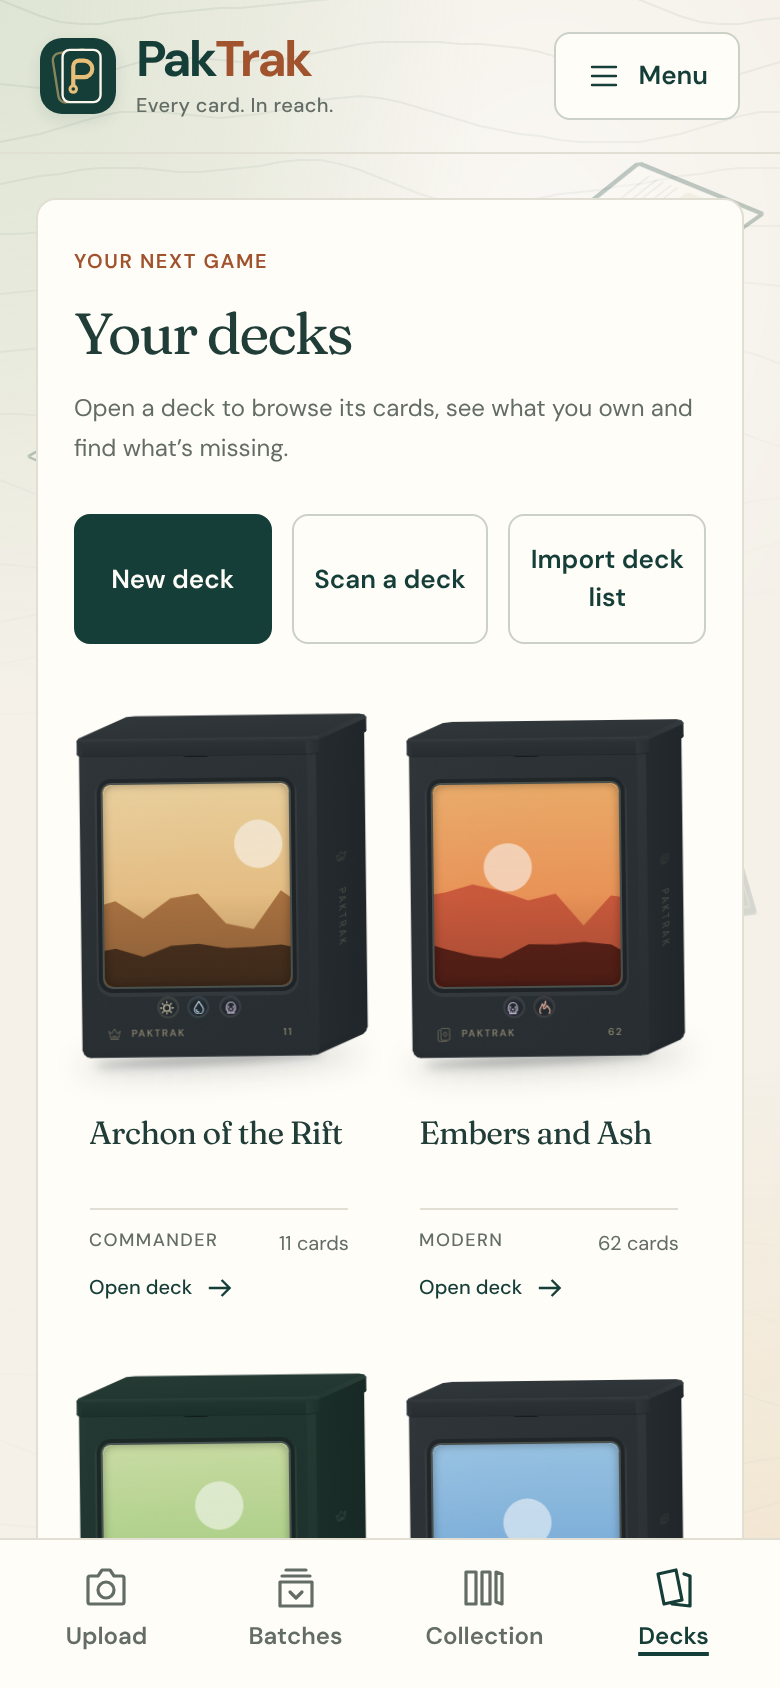 PakTrak
Every card. In reach.
Menu
YOUR NEXT GAME
Your decks
Open a deck to browse its cards, see what you own and
find what’s missing.
New deck
Scan a deck
Import deck
list
PAKTRAK
PAKTRAK 11
PAKTRAK
PAKTRAK 62
Archon of the Rift
COMMANDER 11 cards
Open deck →
Embers and Ash
MODERN 62 cards
Open deck →
Upload
Batches
Collection
Decks